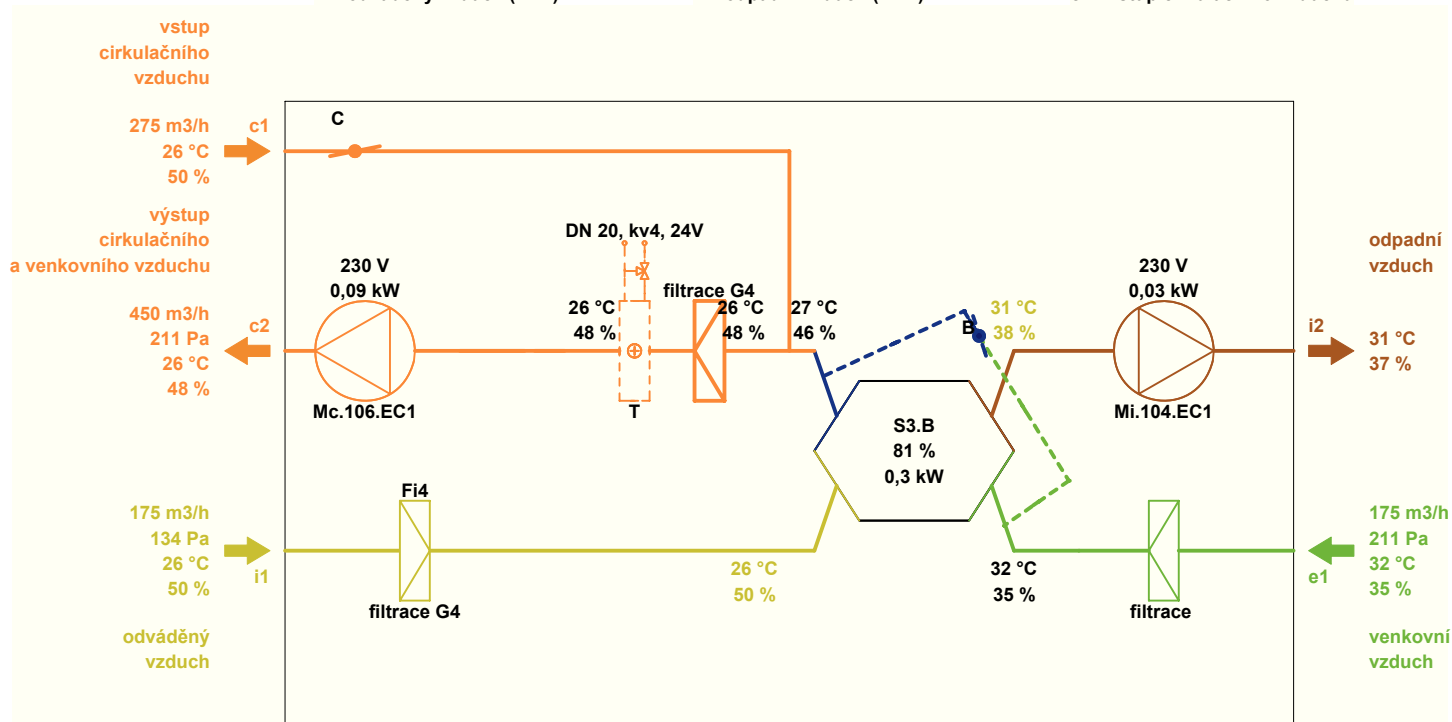 vstup
cirkulačního
vzduchu
275 m3/h
26 °C
50 %
c1
C
výstup
cirkulačního
a venkovního vzduchu
450 m3/h
211 Pa
26 °C
48 %
c2
230 V
0,09 kW
Mc.106.EC1
DN 20, kv4, 24V
26 °C
48 %
T
filtrace G4
26 °C
48 %
27 °C
46 %
31 °C
38 %
B
S3.B
81 %
0,3 kW
230 V
0,03 kW
Mi.104.EC1
odpadní
vzduch
i2
31 °C
37 %
175 m3/h
134 Pa
26 °C
50 %
i1
odváděný
vzduch
Fi4
filtrace G4
26 °C
50 %
32 °C
35 %
filtrace
175 m3/h
211 Pa
32 °C
35 %
e1
venkovní
vzduch